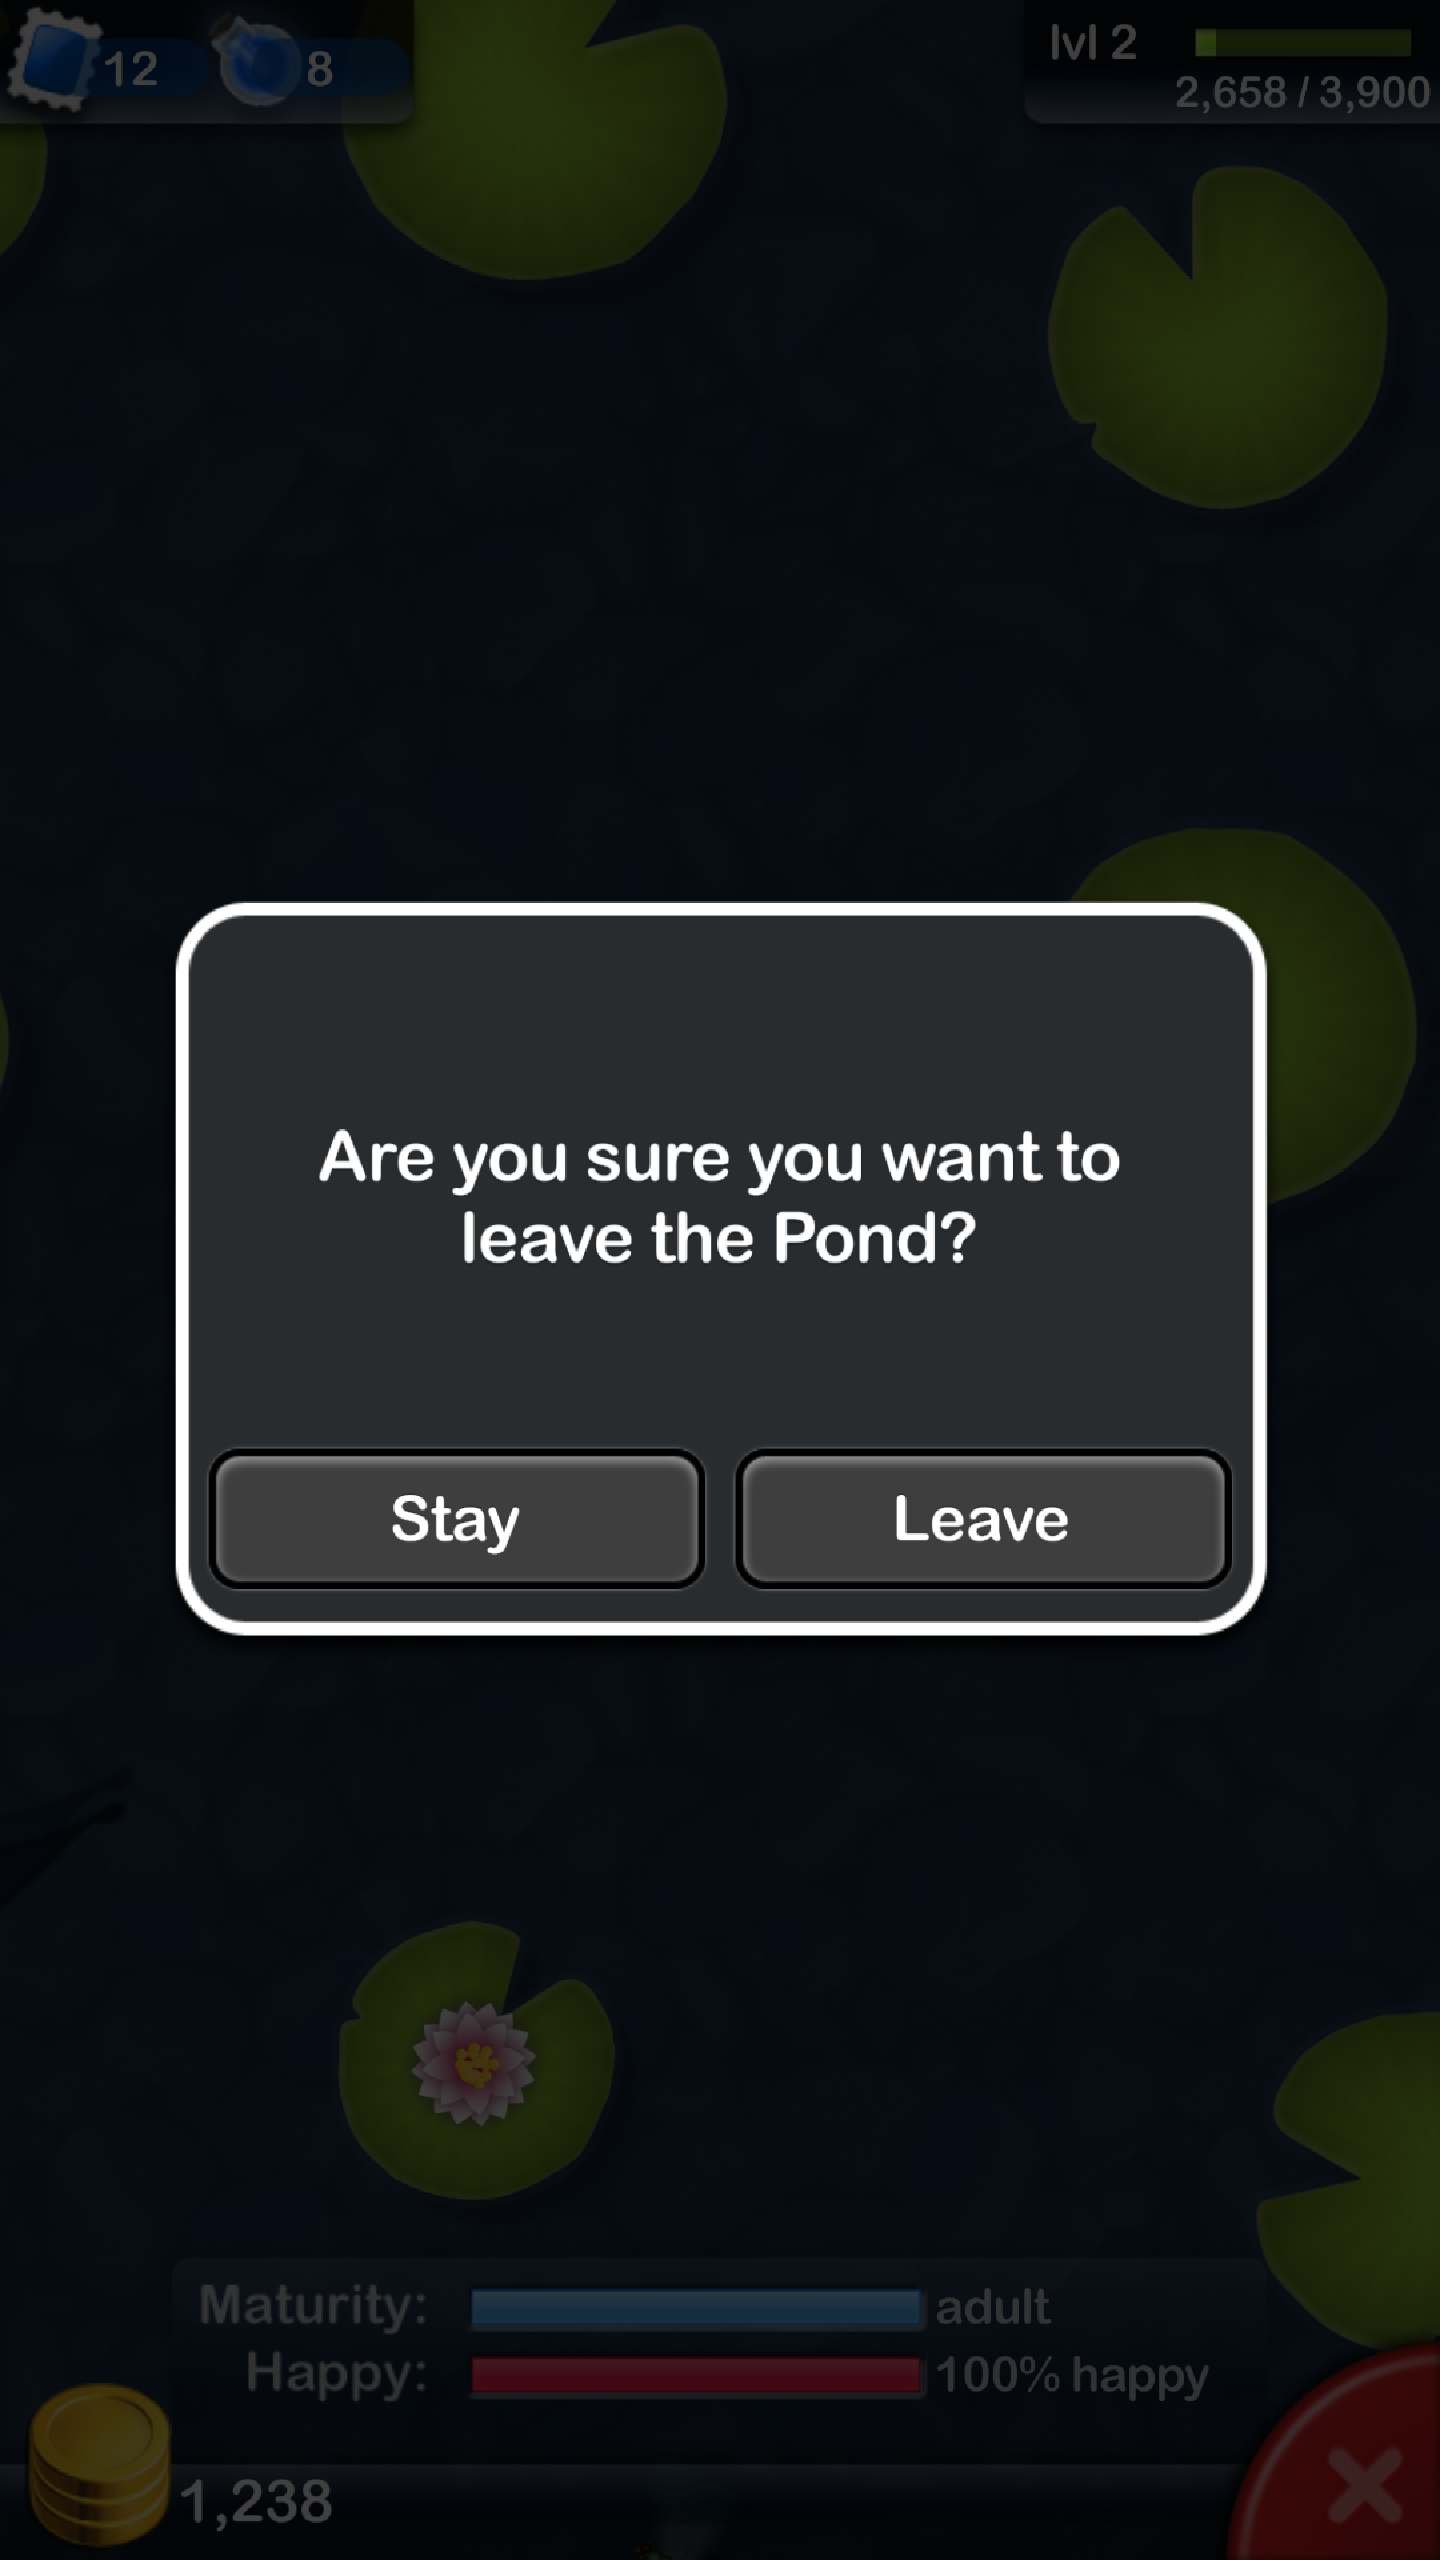 12
8
lvl 2
2,658 / 3,900
Are you sure you want to
leave the Pond?
Stay
Leave
Maturity:
adult
Happy:
100% happy
1,238